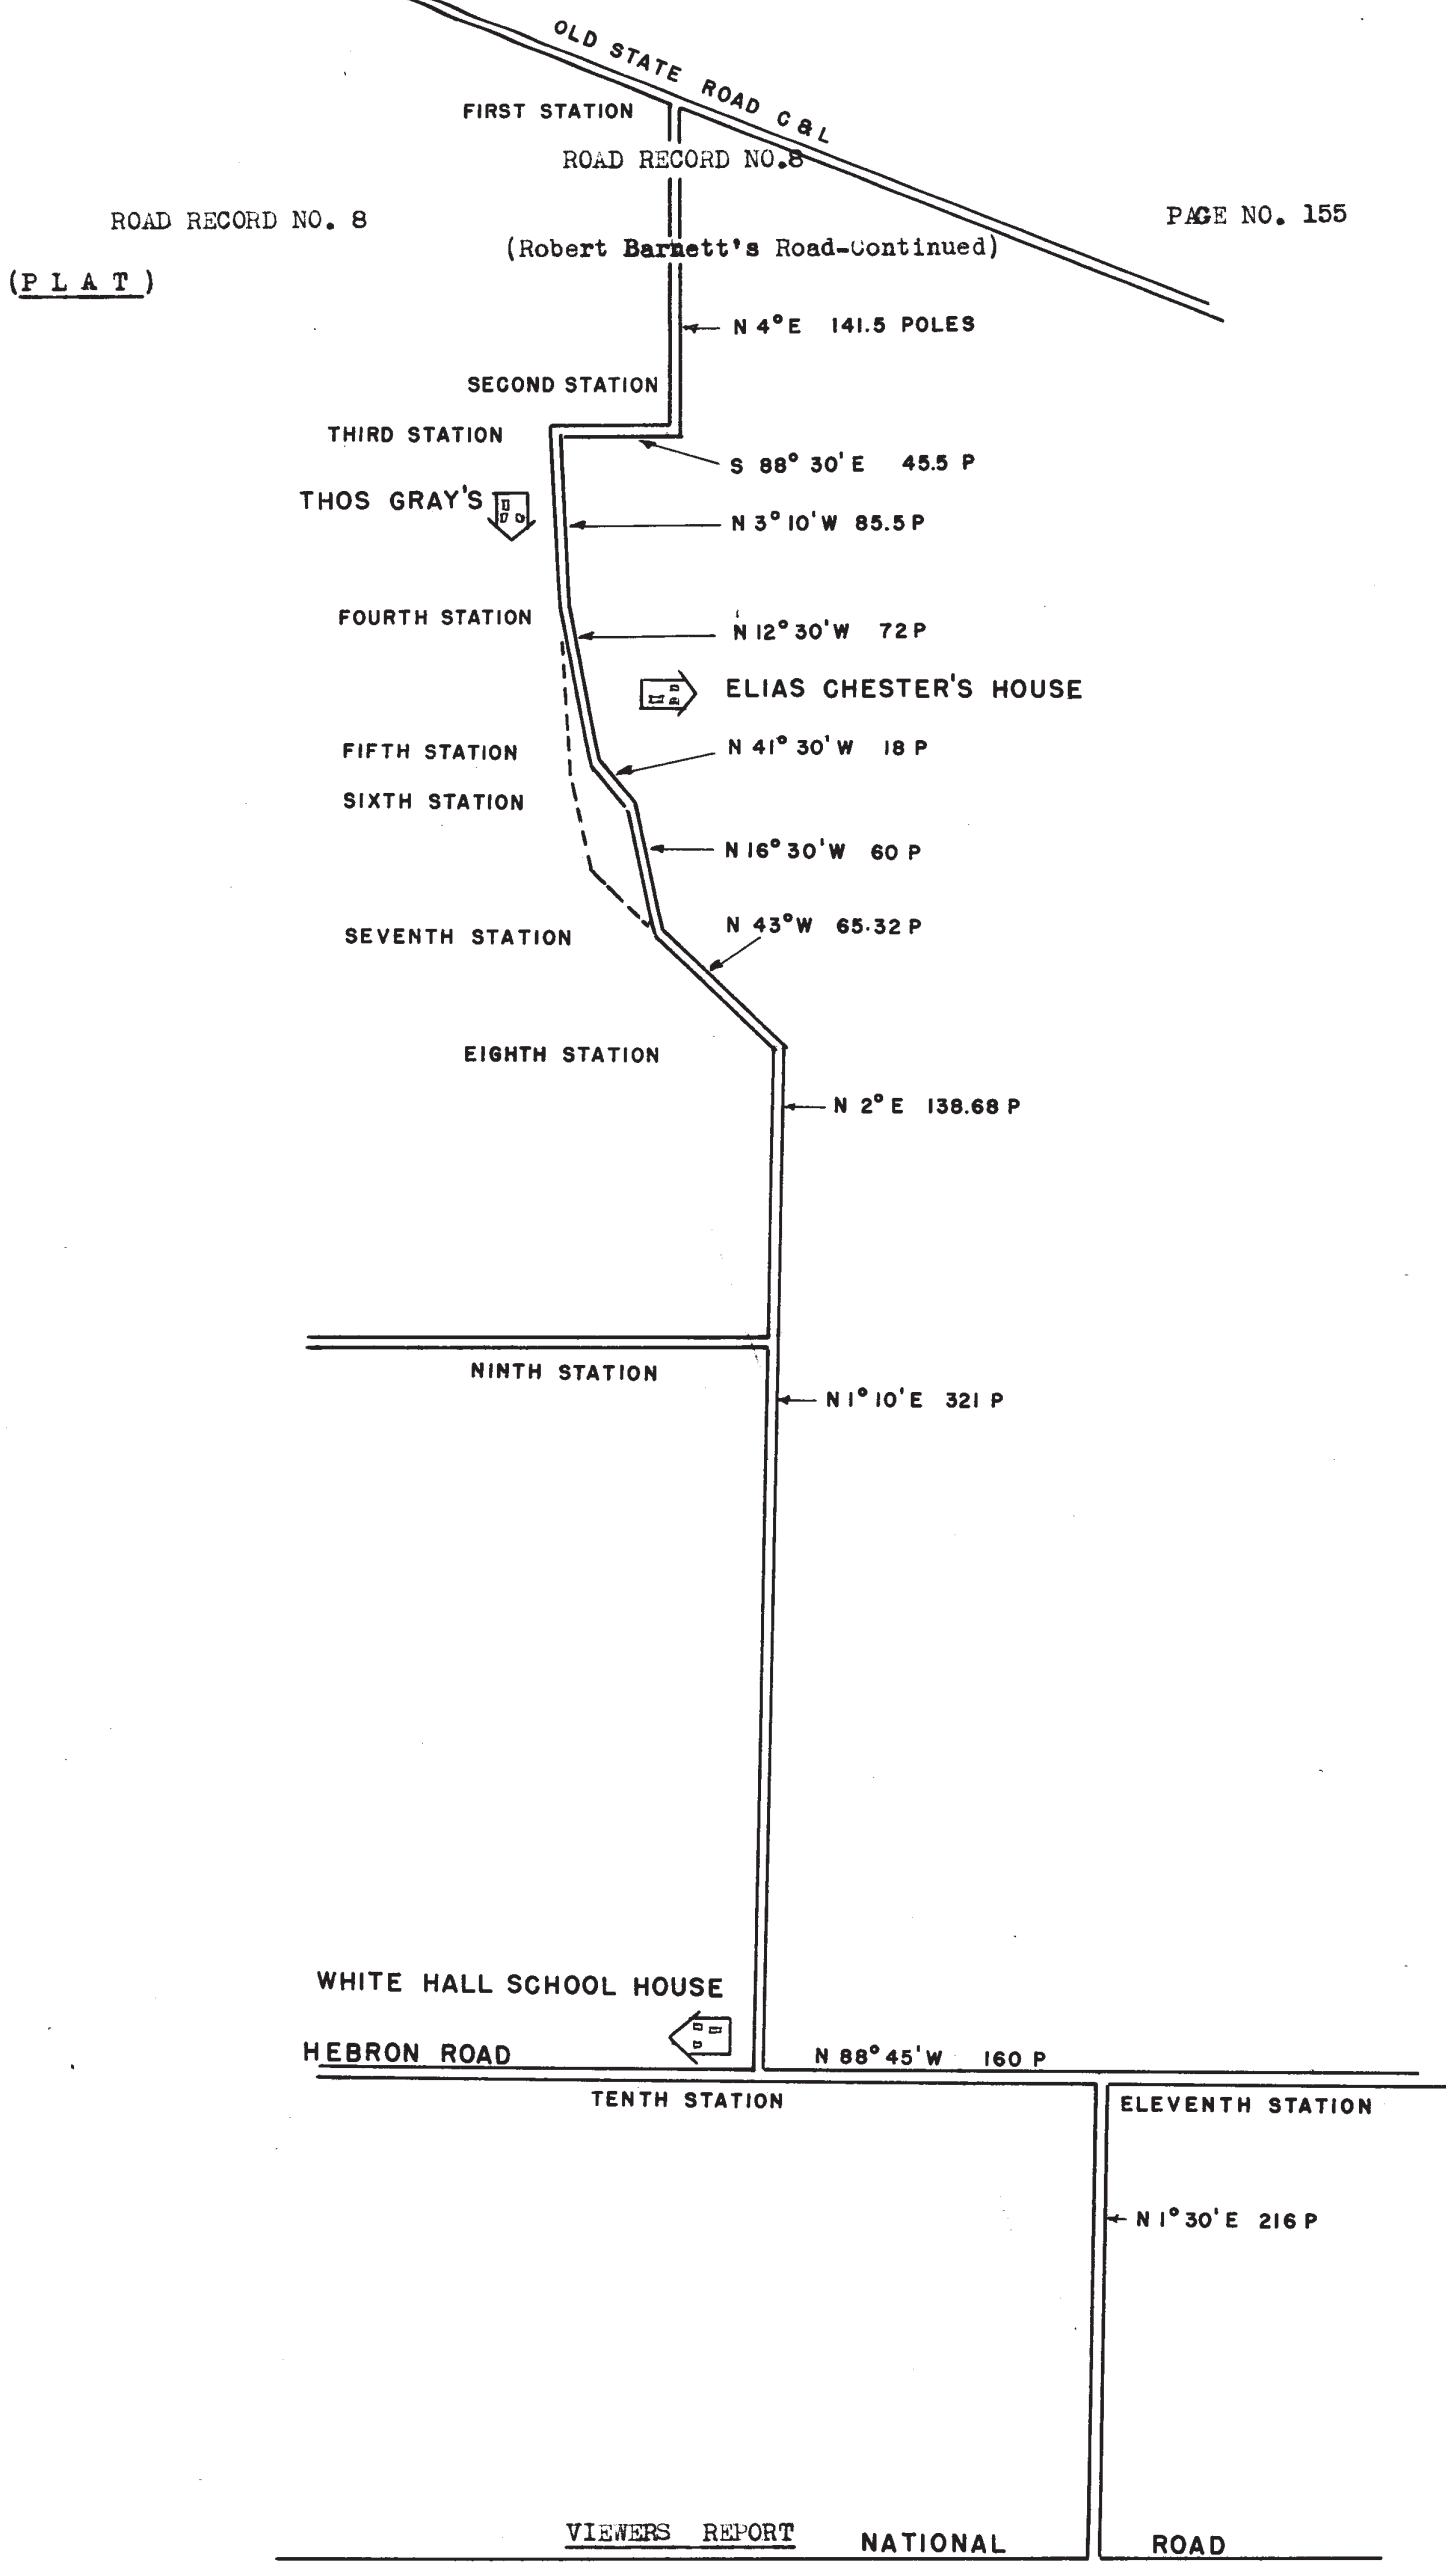 OLD STATE ROAD C & L
FIRST STATION
ROAD RECORD NO.8
ROAD RECORD NO. 8
PAGE NO. 155
(Robert Barnett's Road-Continued)
(P L A T)
N 4° E 141.5 POLES
SECOND STATION
THIRD STATION
S 88° 30' E 45.5 P
THOS GRAY'S
N 3° 10' W 85.5 P
FOURTH STATION
N 12° 30' W 72 P
ELIAS CHESTER'S HOUSE
FIFTH STATION
N 41° 30' W 18 P
SIXTH STATION
N 16° 30' W 60 P
N 43° W 65.32 P
SEVENTH STATION
EIGHTH STATION
N 2° E 138.68 P
NINTH STATION
N 1° 10' E 321 P
WHITE HALL SCHOOL HOUSE
HEBRON ROAD
N 88° 45' W 160 P
TENTH STATION
ELEVENTH STATION
N 1° 30' E 216 P
VIEWERS REPORT
NATIONAL ROAD